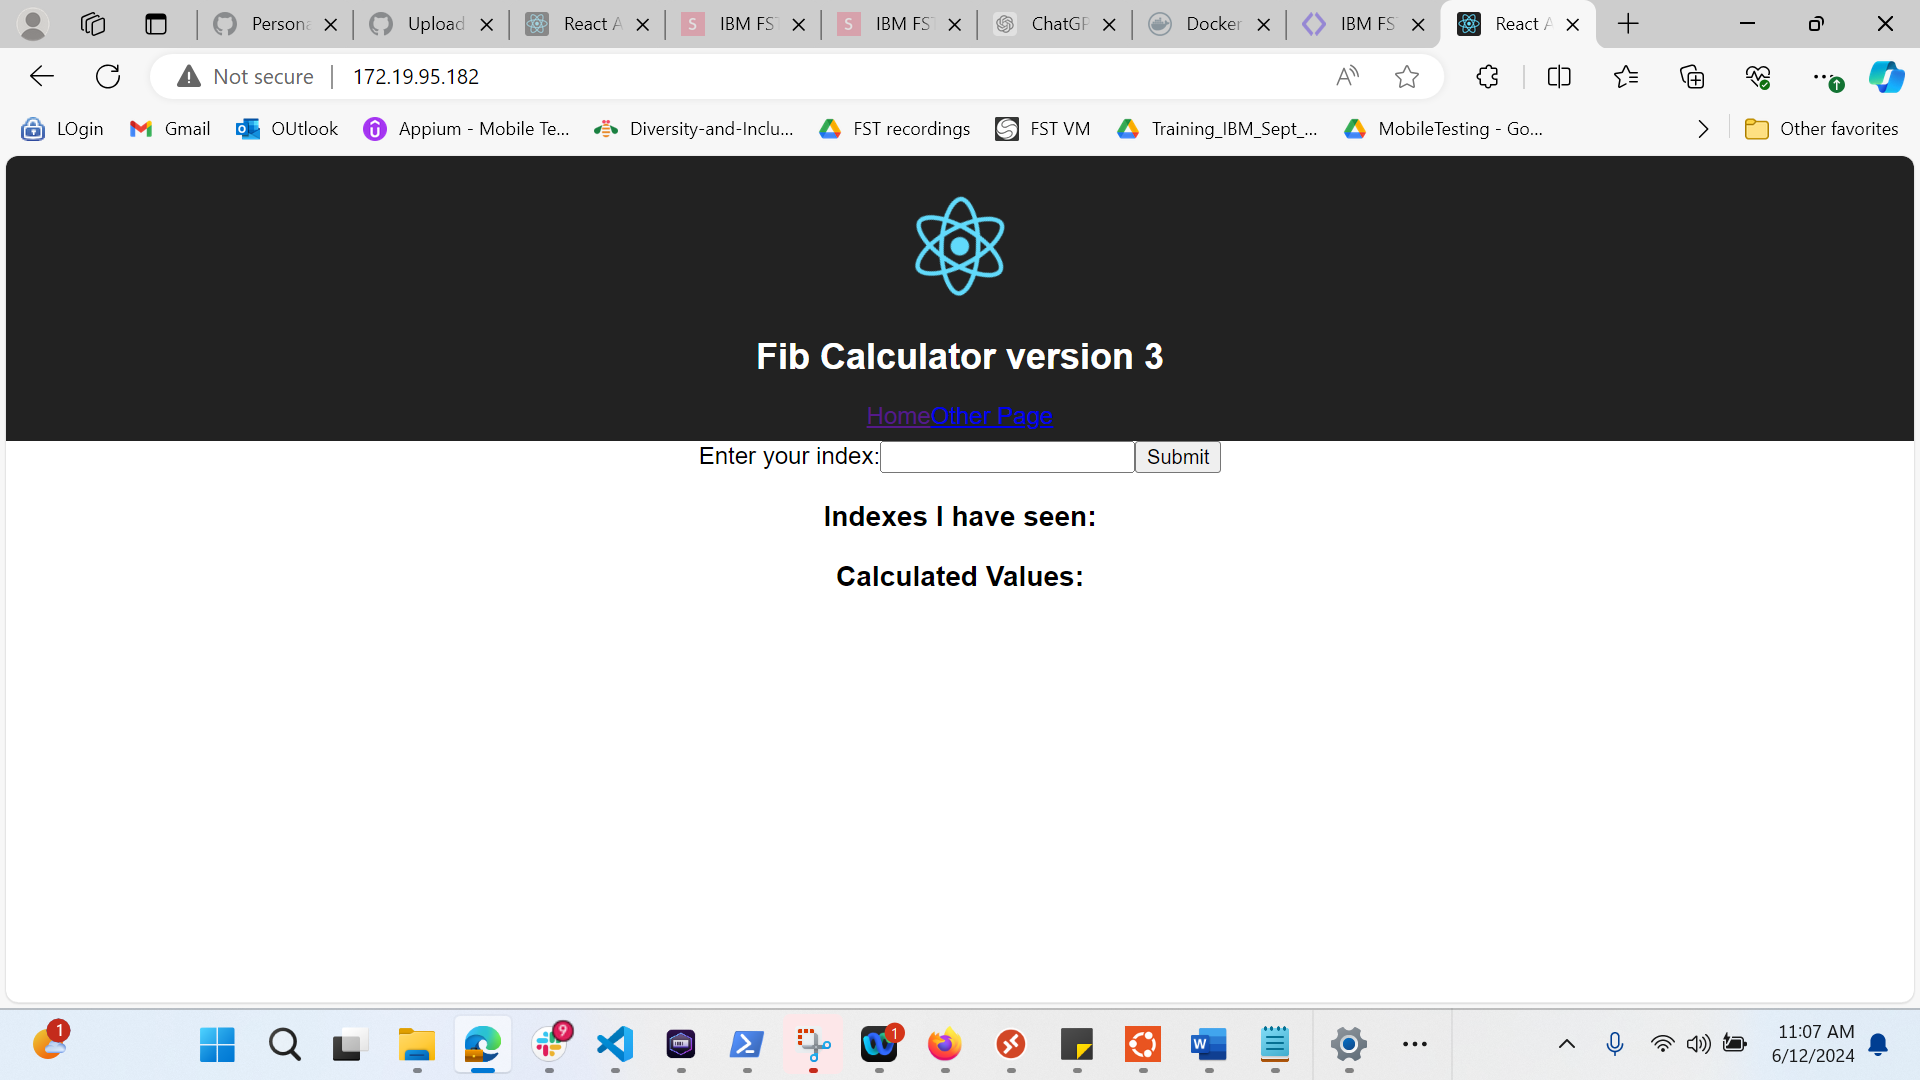 Persona
Upload
React A
IBM FS
IBM FS
ChatGP
Docker
IBM FS
React A
Not secure
172.19.95.182
LOgin
Gmail
OUtlook
Appium - Mobile Te...
Diversity-and-Inclu...
FST recordings
FST VM
Training_IBM_Sept_...
MobileTesting - Go...
Other favorites
Fib Calculator version 3
HomeOther Page
Enter your index:
Submit
Indexes I have seen:
Calculated Values:
1
9
1
11:07 AM
6/12/2024